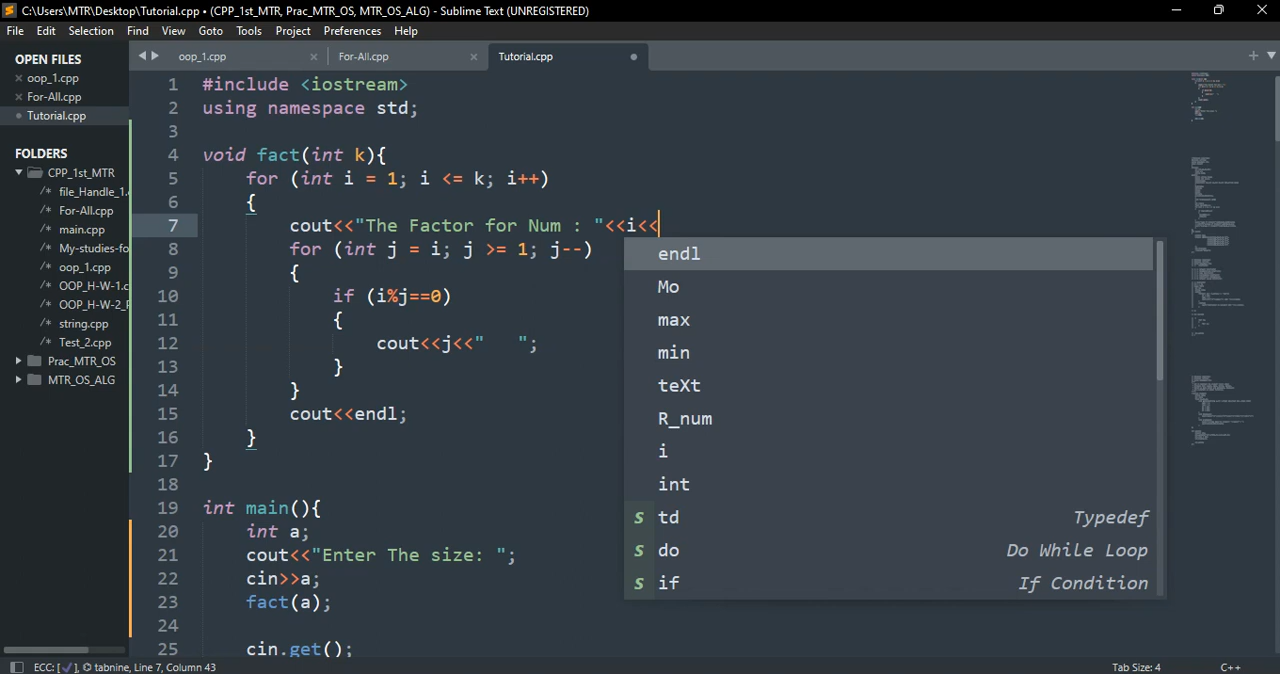 C:\Users\MTR\Desktop\Tutorial.cpp • (CPP_1st_MTR, Prac_MTR_OS, MTR_OS_ALG) - Sublime Text (UNREGISTERED)
File Edit Selection Find View Goto Tools Project Preferences Help
OPEN FILES
oop_1.cpp
For-All.cpp
Tutorial.cpp
FOLDERS
CPP_1st_MTR
/* file_Handle_1.c
/* For-All.cpp
/* main.cpp
/* My-studies-fo
/* oop_1.cpp
/* OOP_H-W-1.c
/* OOP_H-W-2_F
/* string.cpp
/* Test_2.cpp
Prac_MTR_OS
MTR_OS_ALG
oop_1.cpp For-All.cpp Tutorial.cpp
1 #include <iostream>
2 using namespace std;
3
4 void fact(int k){
5 for (int i = 1; i <= k; i++)
6 {
7 cout<<"The Factor for Num : "<<i<<
8 for (int j = i; j >= 1; j--)
9 {
10 if (i%j==0)
11 {
12 cout<<j<<"   ";
13 }
14 }
15 cout<<endl;
16 }
17 }
18
19 int main(){
20 int a;
21 cout<<"Enter The size: ";
22 cin>>a;
23 fact(a);
24
25 cin.get();
endl
Mo
max
min
teXt
R_num
i
int
s td Typedef
s do Do While Loop
s if If Condition
ECC: [✓], tabnine, Line 7, Column 43 Tab Size: 4 C++